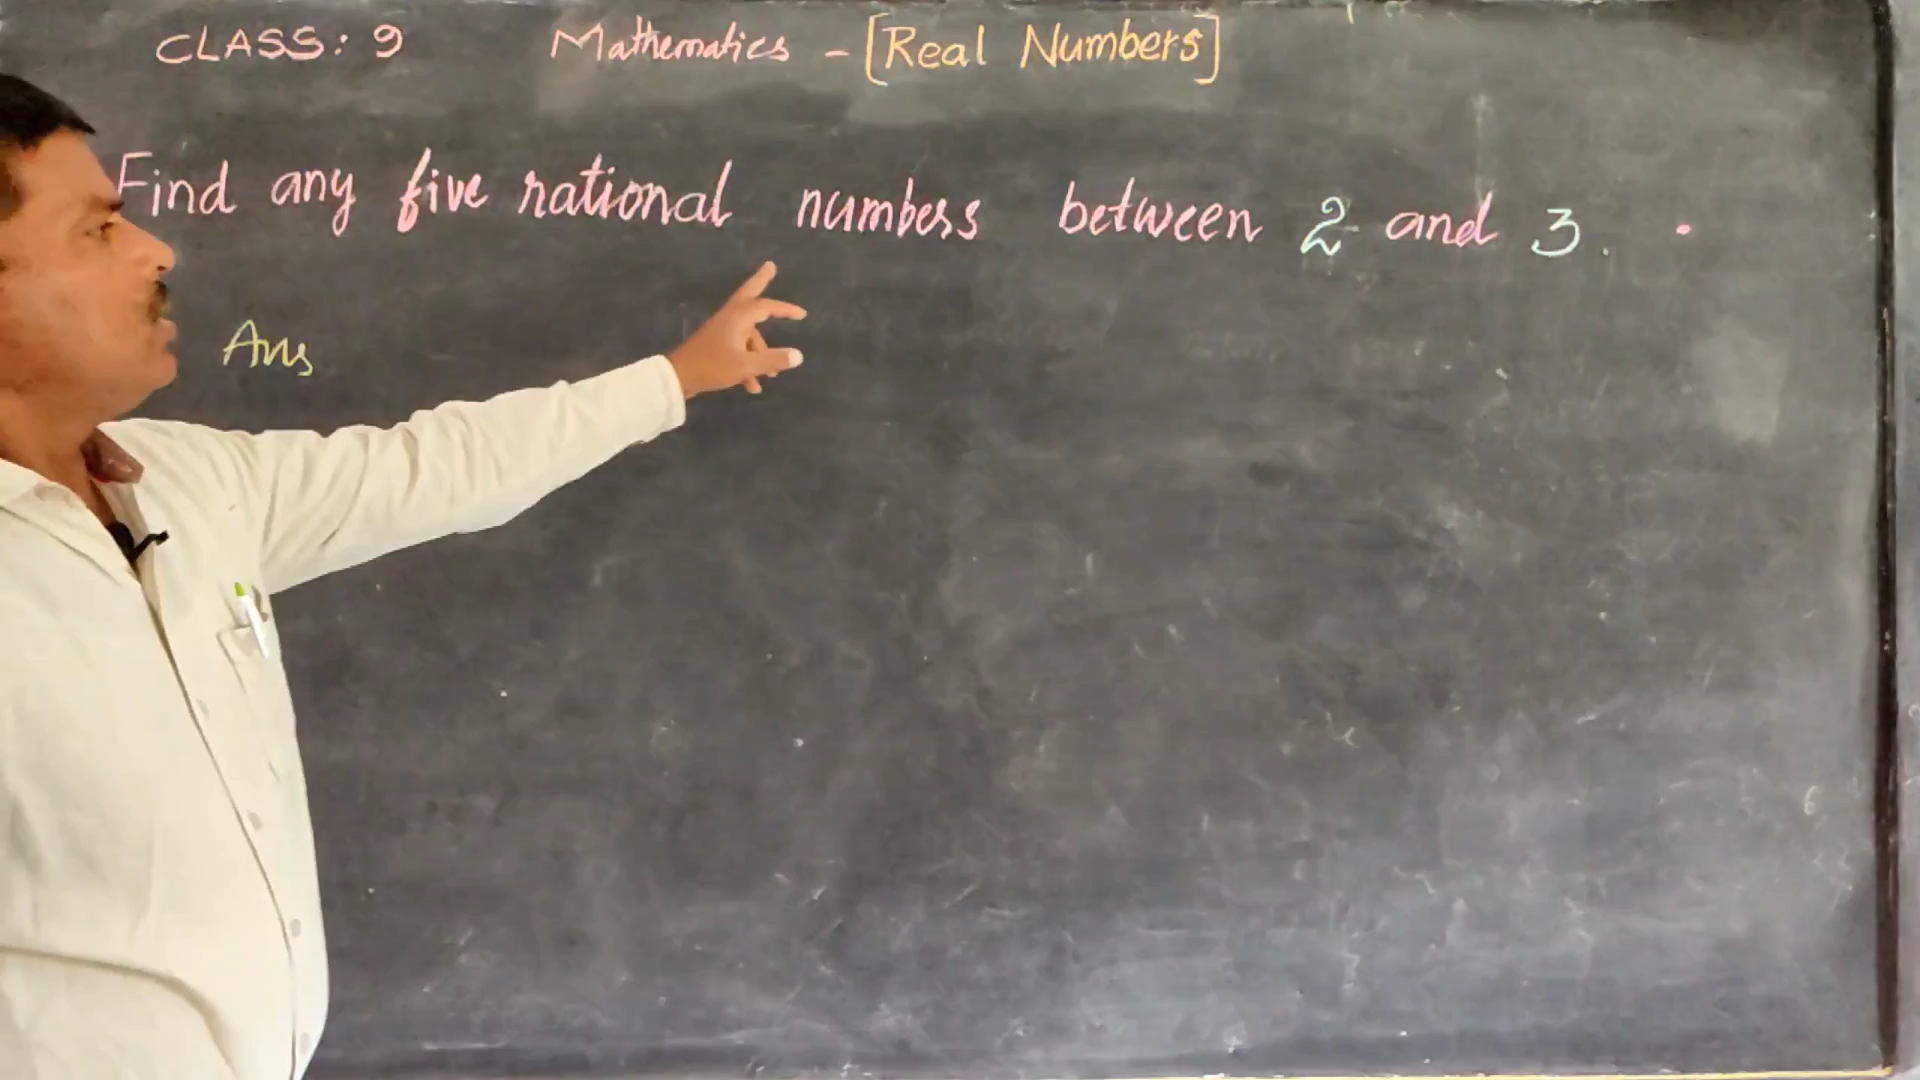 CLASS: 9 Mathematics - [Real Numbers]
Find any five rational numbers between 2 and 3.
Ans